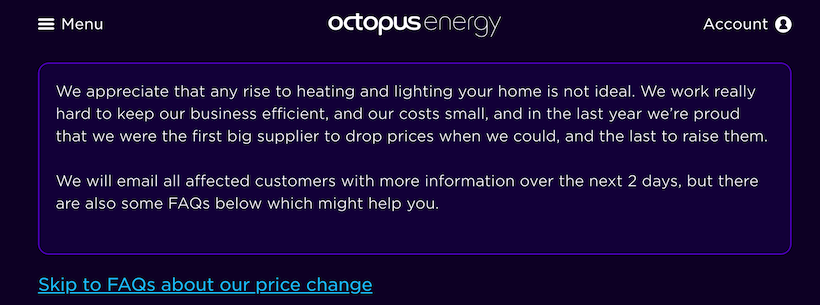 Menu
octopus energy
Account
We appreciate that any rise to heating and lighting your home is not ideal. We work really
hard to keep our business efficient, and our costs small, and in the last year we’re proud
that we were the first big supplier to drop prices when we could, and the last to raise them.
We will email all affected customers with more information over the next 2 days, but there
are also some FAQs below which might help you.
Skip to FAQs about our price change